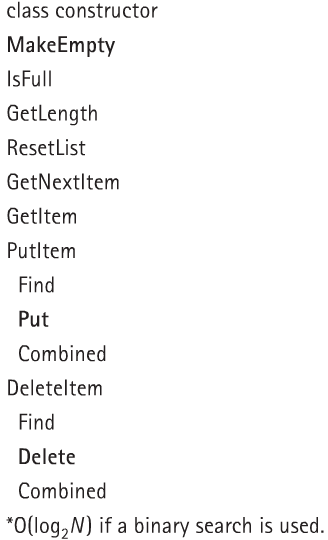 class constructor
MakeEmpty
IsFull
GetLength
ResetList
GetNextItem
GetItem
PutItem
Find
Put
Combined
DeleteItem
Find
Delete
Combined
*O(log₂N) if a binary search is used.